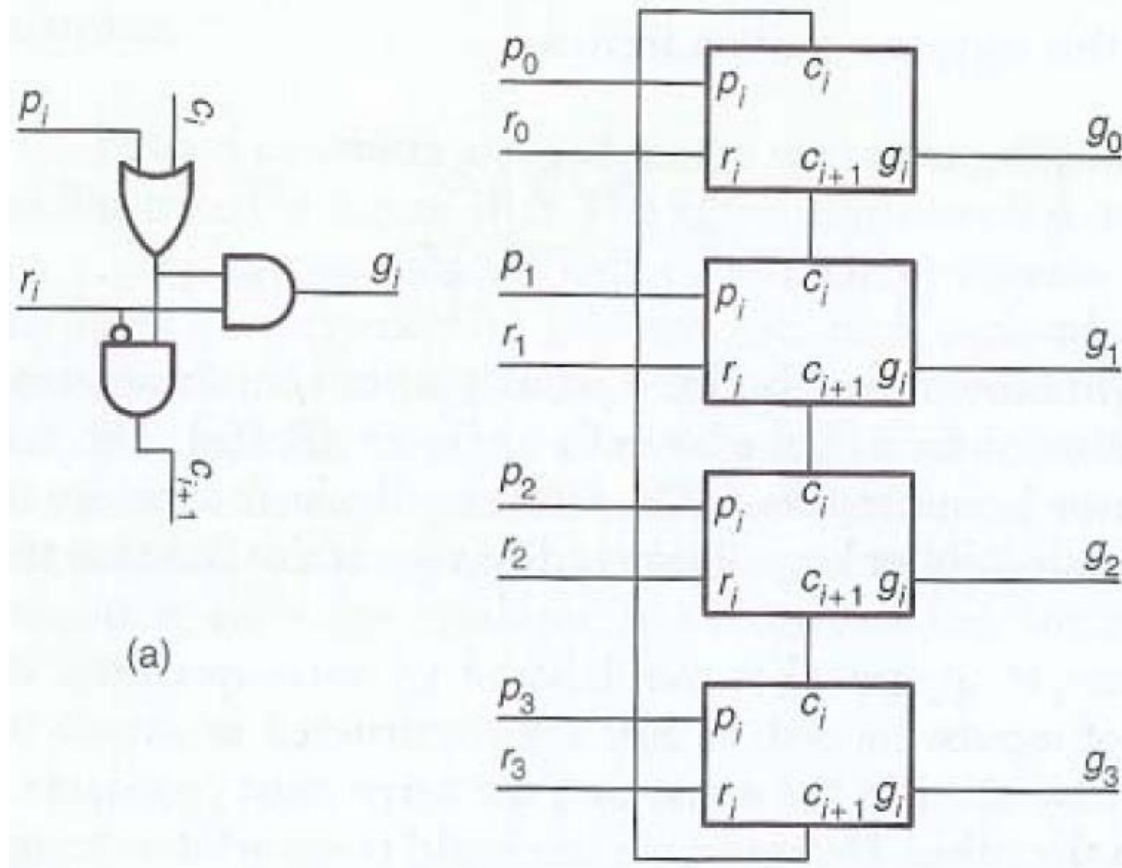 p_i
c_i
r_i
g_i
c_{i+1}
(a)
p_0
r_0
p_i
c_i
r_i
c_{i+1}
g_i
g_0
p_1
r_1
p_i
c_i
r_i
c_{i+1}
g_i
g_1
p_2
r_2
p_i
c_i
r_i
c_{i+1}
g_i
g_2
p_3
r_3
p_i
c_i
r_i
c_{i+1}
g_i
g_3